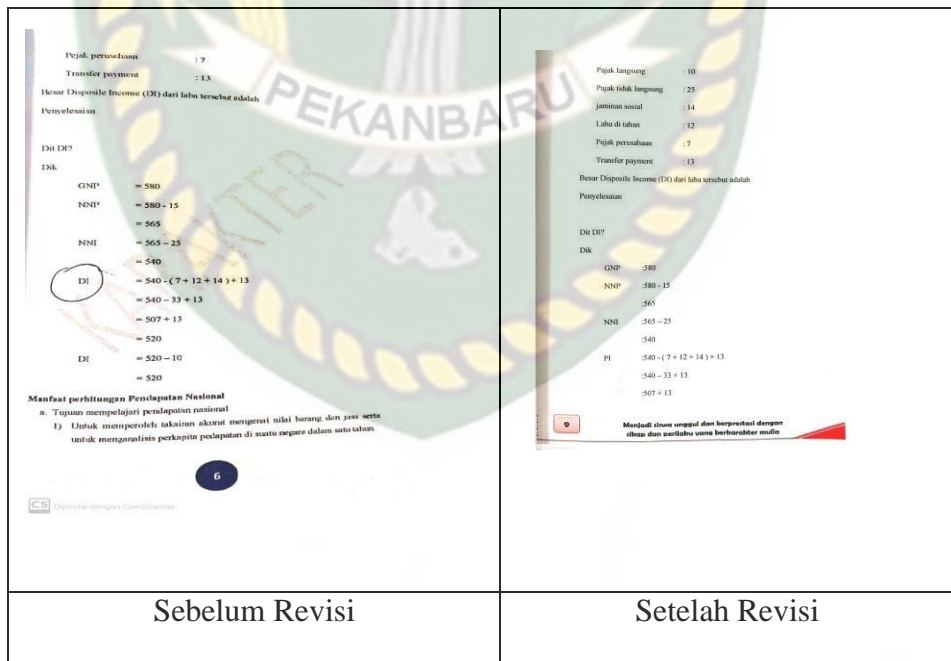 Pejak perusahaan : 7
Transfer payment : 13
Besar Disposile Income (DI) dari laba tersebut adalah
Penyelesaian
Dit DI?
Dik
GNP = 580
NNP = 580 - 15
= 565
NNI = 565 – 25
= 540
DI = 540 - ( 7 + 12 + 14 ) + 13
= 540 – 33 + 13
= 507 + 13
= 520
DI = 520 – 10
= 520
Manfaat perhitungan Pendapatan Nasional
a. Tujuan mempelajari pendapatan nasional
1) Untuk memperoleh taksiran akurat mengenai nilai barang dan jasa serta
untuk menganalisis perkapita pedapatan di suatu negara dalam satu tahun
6
CS Dipindai dengan CamScanner
Sebelum Revisi
Pajak langsung : 10
Pajak tidak langsung : 25
jaminan sosial : 14
Laba di tahan : 12
Pejak perusahaan : 7
Transfer payment : 13
Besar Disposile Income (DI) dari laba tersebut adalah
Penyelesaian
Dit DI?
Dik
GNP :580
NNP :580 - 15
:565
NNI :565 – 25
:540
PI :540 - ( 7 + 12 + 14 ) + 13
:540 – 33 + 13
:507 + 13
9
Menjadi siswa unggul dan berprestasi dengan
sikap dan perilaku yang berkarakter mulia
Setelah Revisi
PEKANBARU